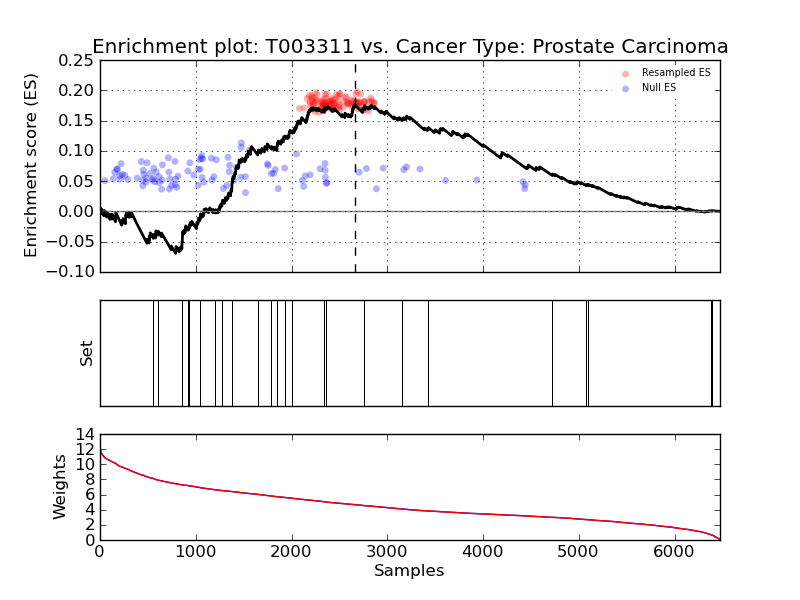 Enrichment plot: T003311 vs. Cancer Type: Prostate Carcinoma
Enrichment score (ES)
0.25
0.20
0.15
0.10
0.05
0.00
−0.05
−0.10
Resampled ES
Null ES
Set
Weights
14
12
10
8
6
4
2
0
0 1000 2000 3000 4000 5000 6000
Samples